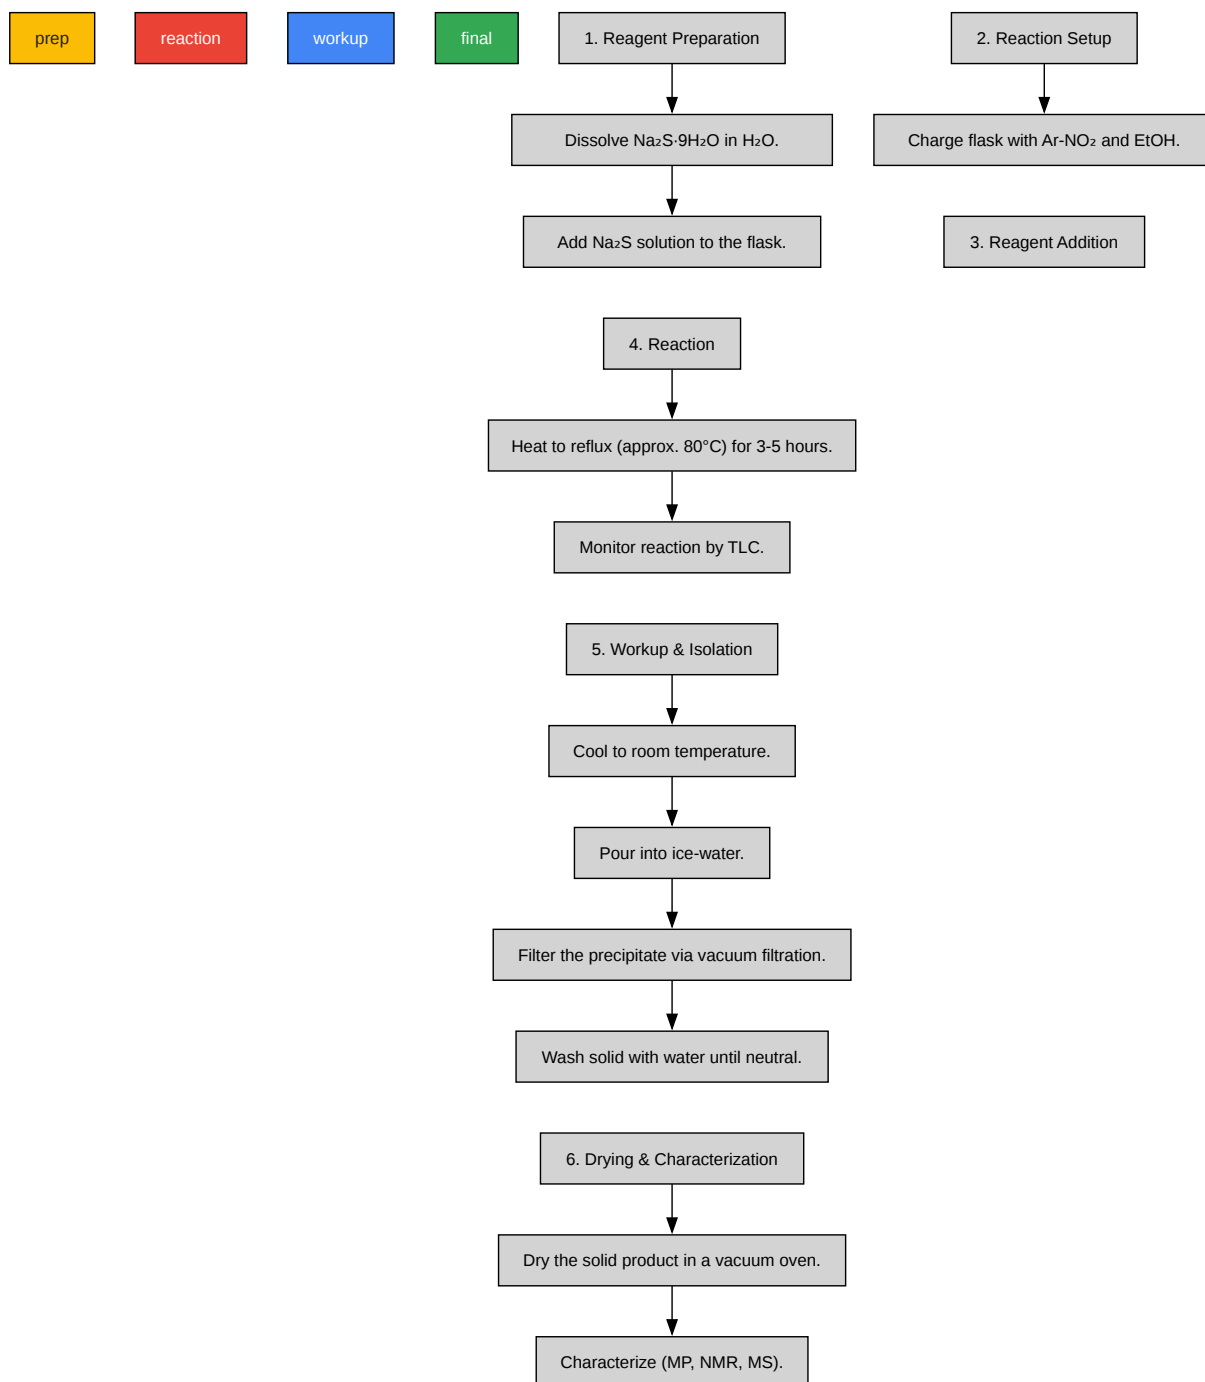 prep
reaction
workup
final
1. Reagent Preparation
2. Reaction Setup
Dissolve Na₂S·9H₂O in H₂O.
Charge flask with Ar-NO₂ and EtOH.
Add Na₂S solution to the flask.
3. Reagent Addition
4. Reaction
Heat to reflux (approx. 80°C) for 3-5 hours.
Monitor reaction by TLC.
5. Workup & Isolation
Cool to room temperature.
Pour into ice-water.
Filter the precipitate via vacuum filtration.
Wash solid with water until neutral.
6. Drying & Characterization
Dry the solid product in a vacuum oven.
Characterize (MP, NMR, MS).